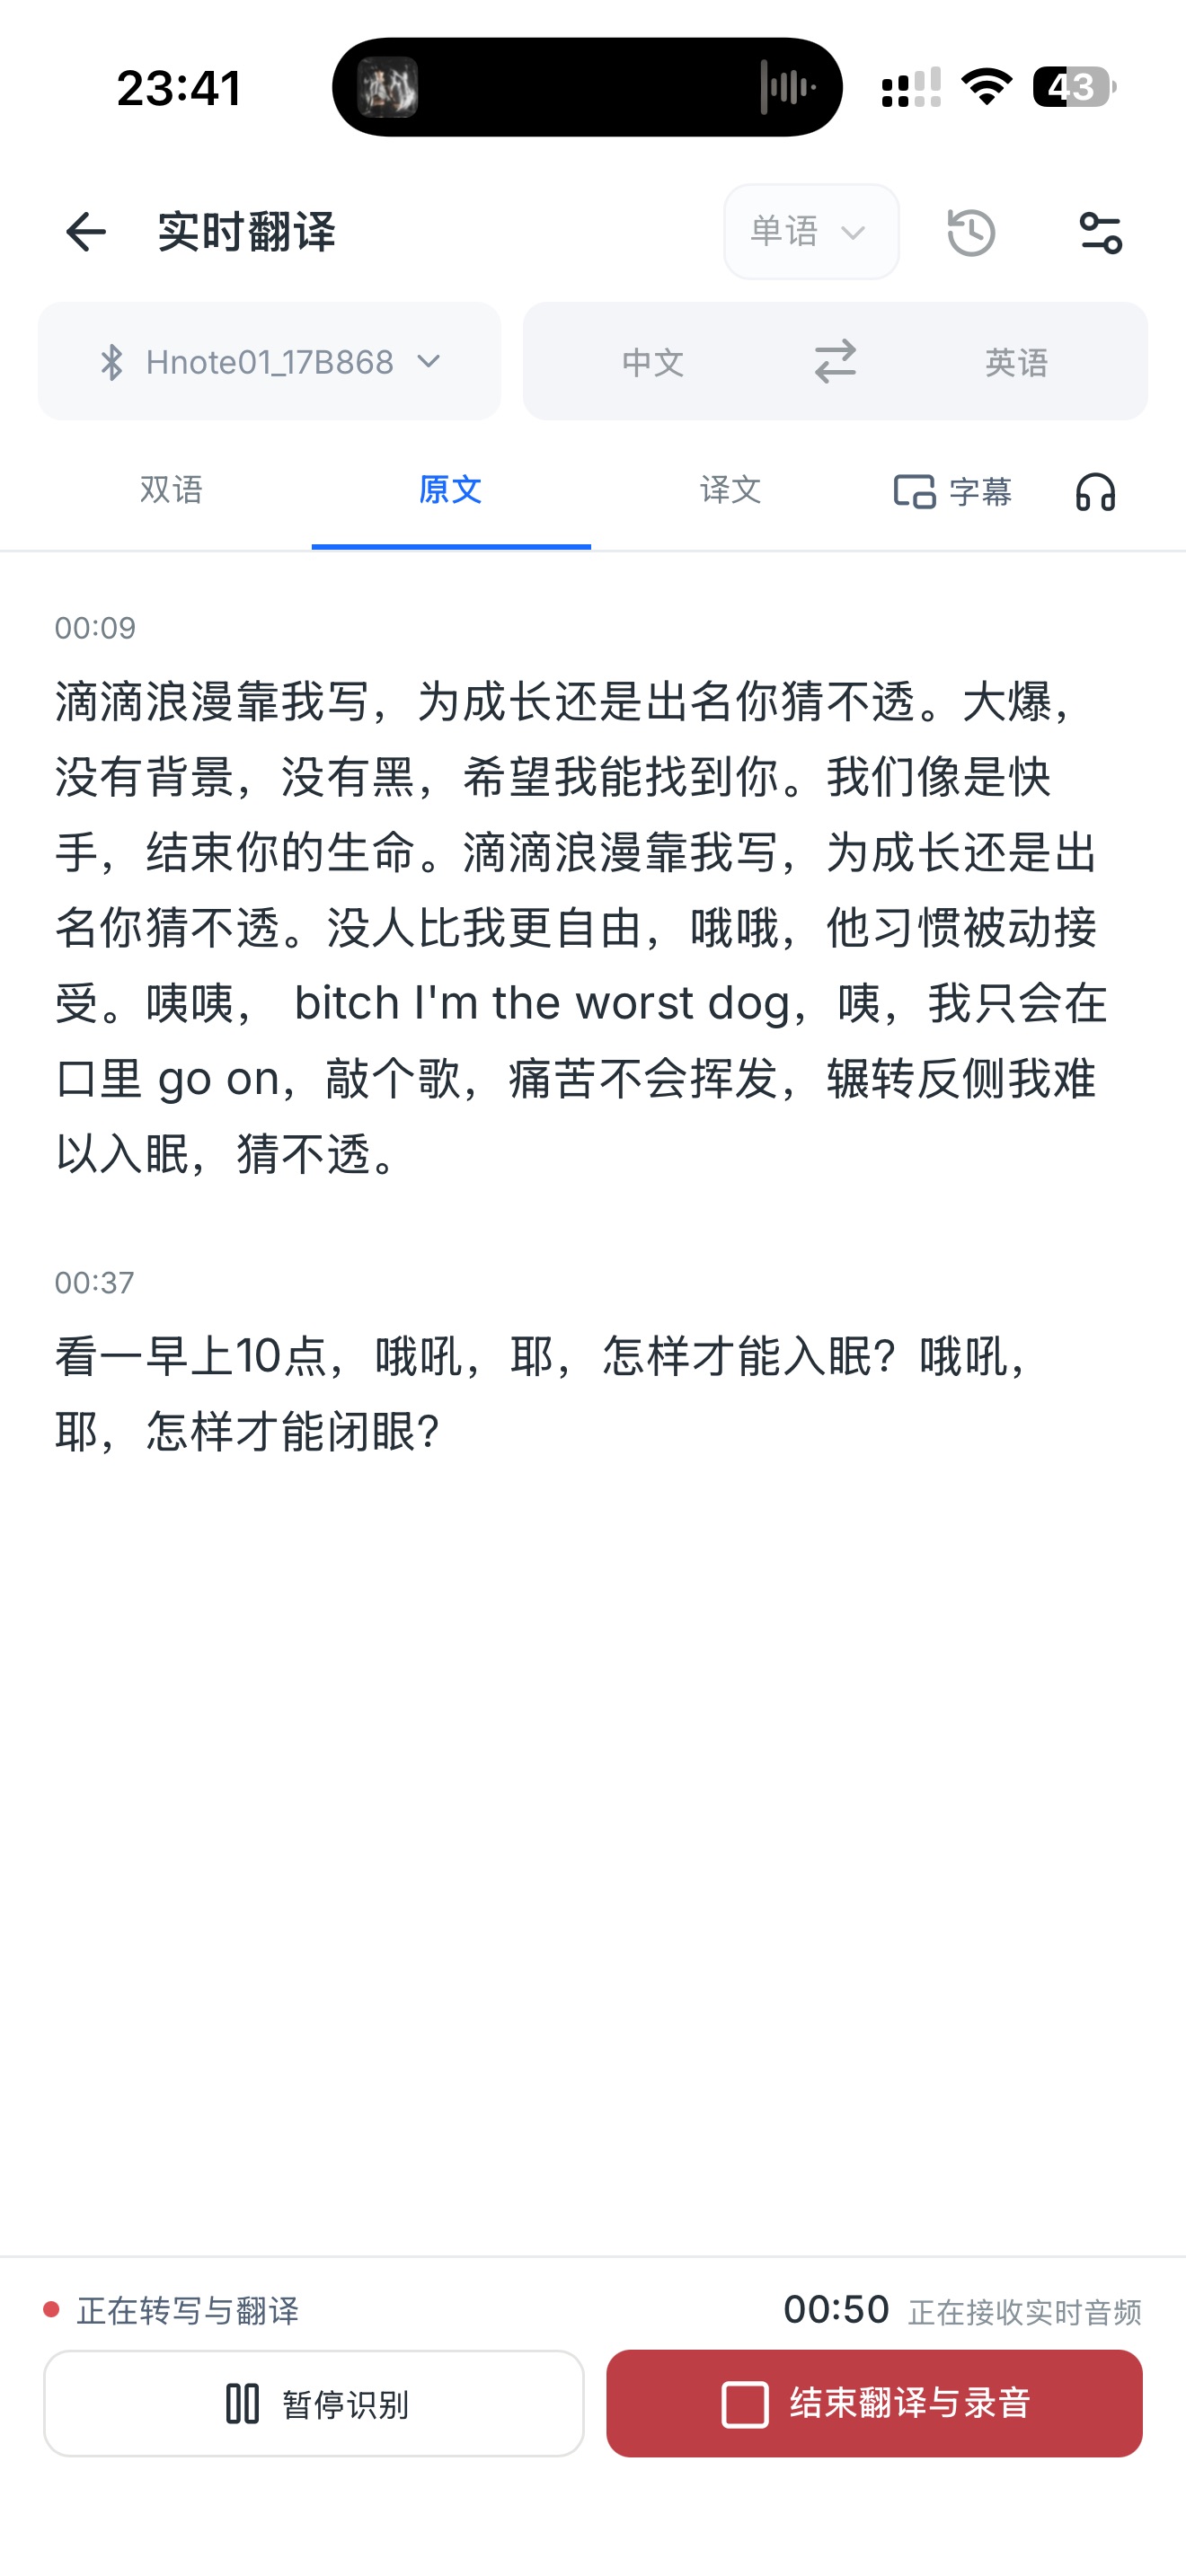 23:41
43
实时翻译
单语
Hnote01_17B868
中文
英语
双语
原文
译文
字幕
00:09
滴滴浪漫靠我写，为成长还是出名你猜不透。大爆，
没有背景，没有黑，希望我能找到你。我们像是快
手，结束你的生命。滴滴浪漫靠我写，为成长还是出
名你猜不透。没人比我更自由，哦哦，他习惯被动接
受。咦咦， bitch I'm the worst dog，咦，我只会在
口里 go on，敲个歌，痛苦不会挥发，辗转反侧我难
以入眠，猜不透。
00:37
看一早上10点，哦吼，耶，怎样才能入眠？哦吼，
耶，怎样才能闭眼？
正在转写与翻译
00:50 正在接收实时音频
暂停识别
结束翻译与录音